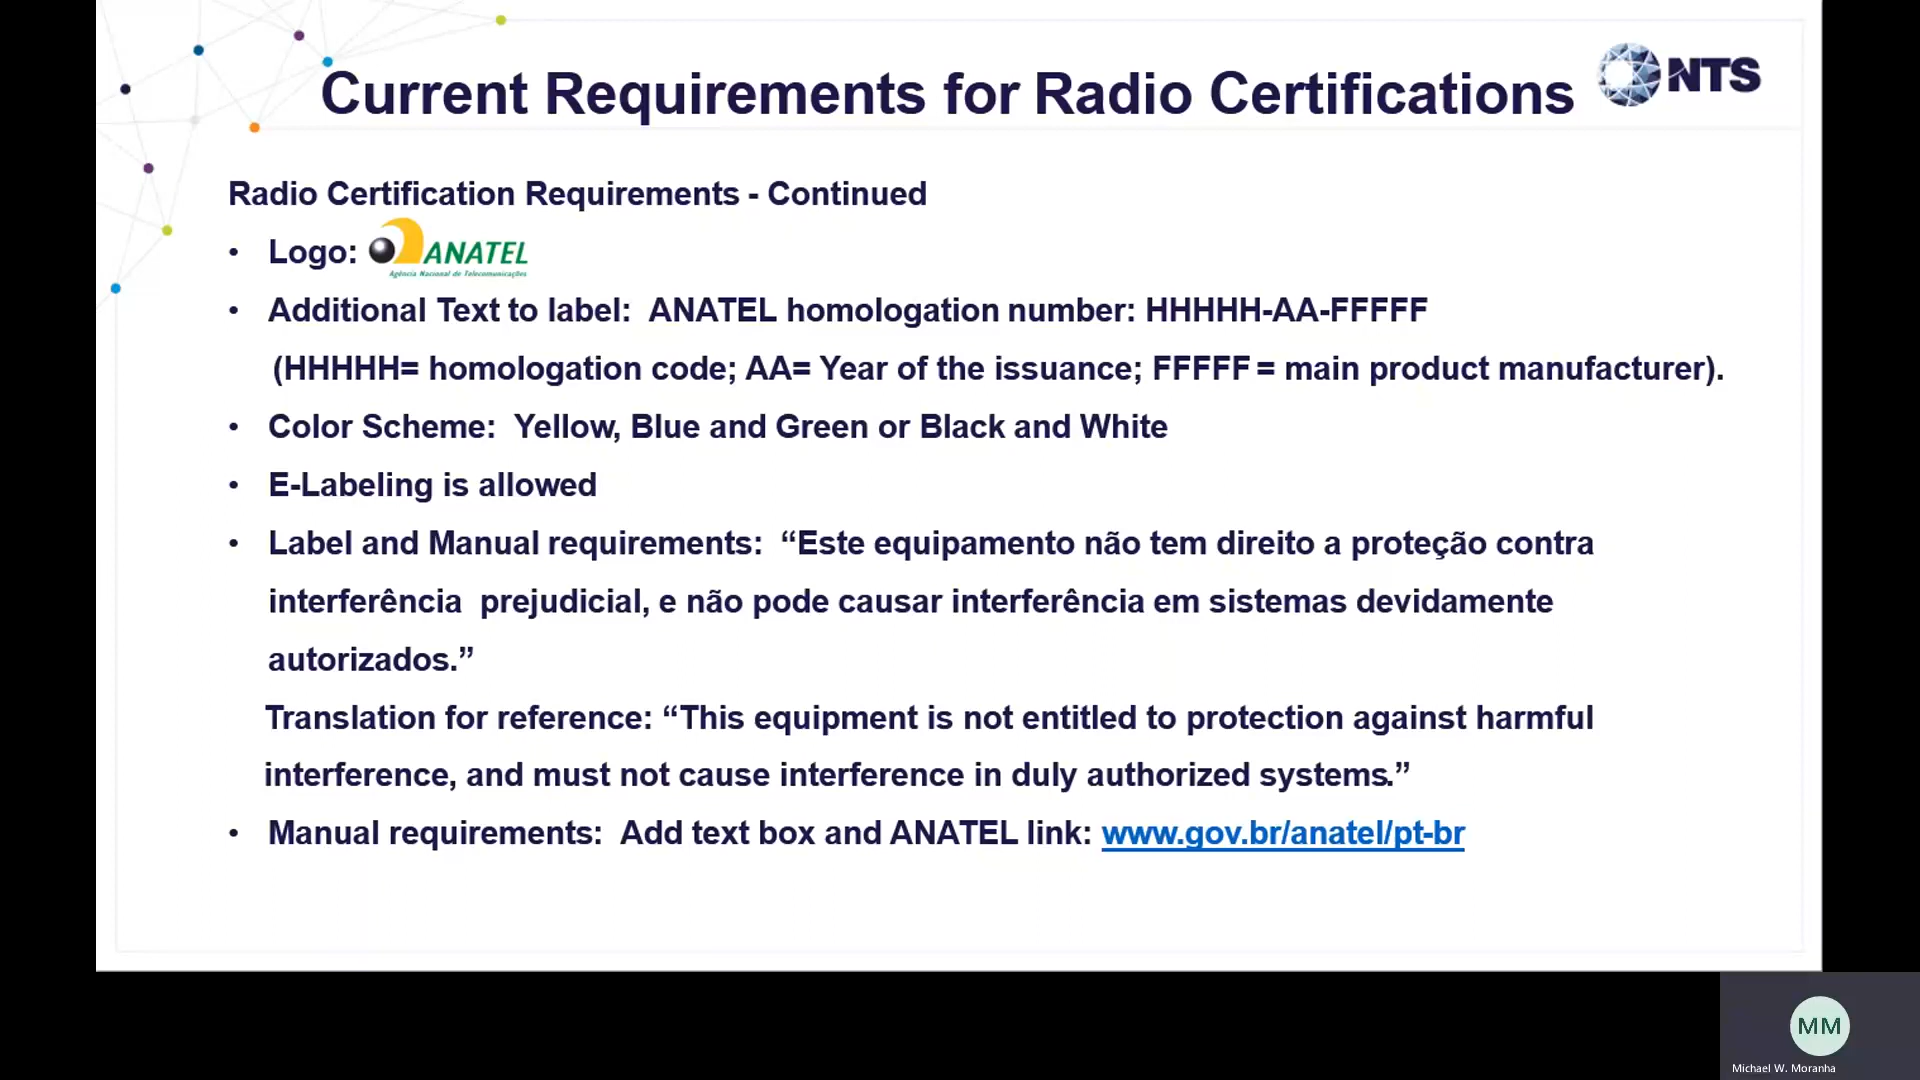 Current Requirements for Radio Certifications
NTS
Radio Certification Requirements - Continued
• Logo: ANATEL
Agência Nacional de Telecomunicações
• Additional Text to label: ANATEL homologation number: HHHHH-AA-FFFFF
(HHHHH= homologation code; AA= Year of the issuance; FFFFF = main product manufacturer).
• Color Scheme: Yellow, Blue and Green or Black and White
• E-Labeling is allowed
• Label and Manual requirements: “Este equipamento não tem direito a proteção contra
interferência prejudicial, e não pode causar interferência em sistemas devidamente
autorizados.”
Translation for reference: “This equipment is not entitled to protection against harmful
interference, and must not cause interference in duly authorized systems.”
• Manual requirements: Add text box and ANATEL link: www.gov.br/anatel/pt-br
MM
Michael W. Moranha